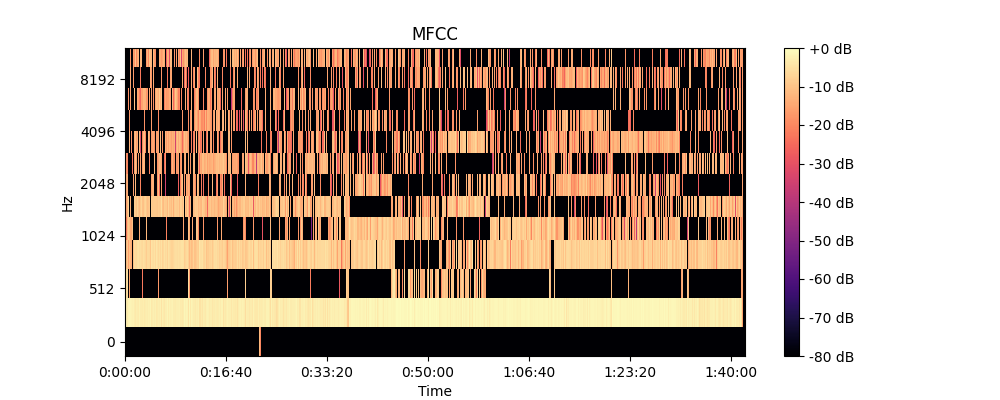 MFCC
Hz
8192
4096
2048
1024
512
0
0:00:00 0:16:40 0:33:20 0:50:00 1:06:40 1:23:20 1:40:00
Time
+0 dB
-10 dB
-20 dB
-30 dB
-40 dB
-50 dB
-60 dB
-70 dB
-80 dB